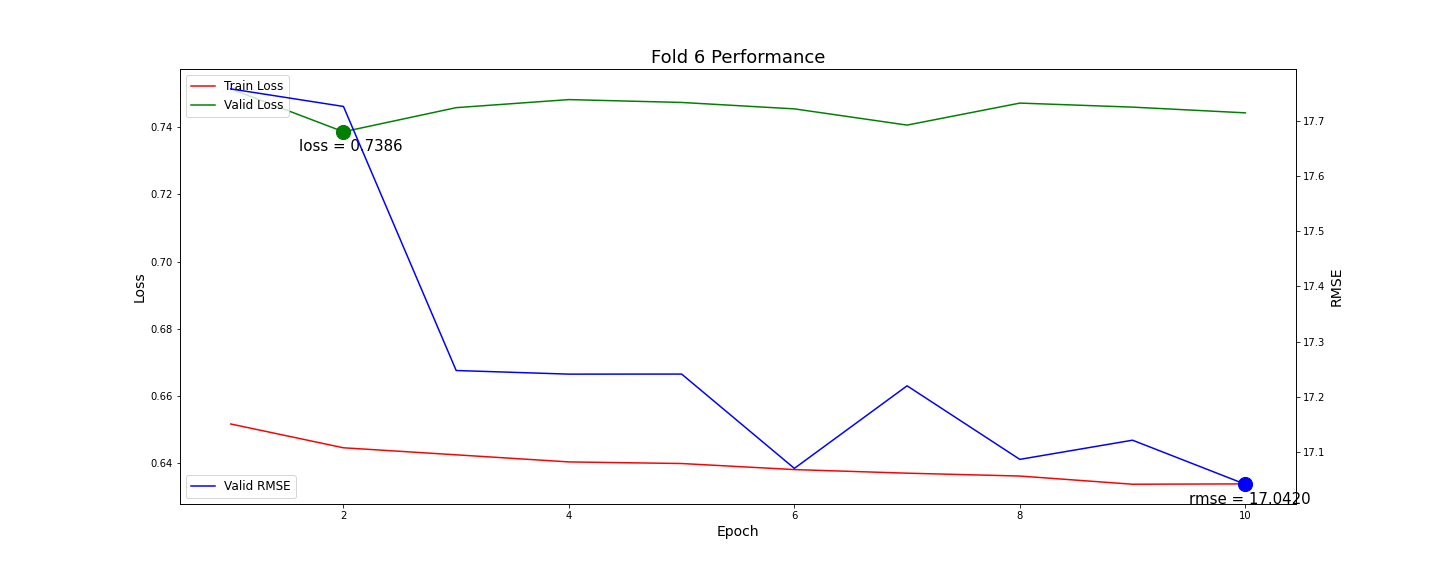 Fold 6 Performance
Train Loss
Valid Loss
loss = 0.7386
Valid RMSE
rmse = 17.0420
0.74
0.72
0.70
0.68
0.66
0.64
Loss
17.7
17.6
17.5
17.4
17.3
17.2
17.1
RMSE
2
4
6
8
10
Epoch